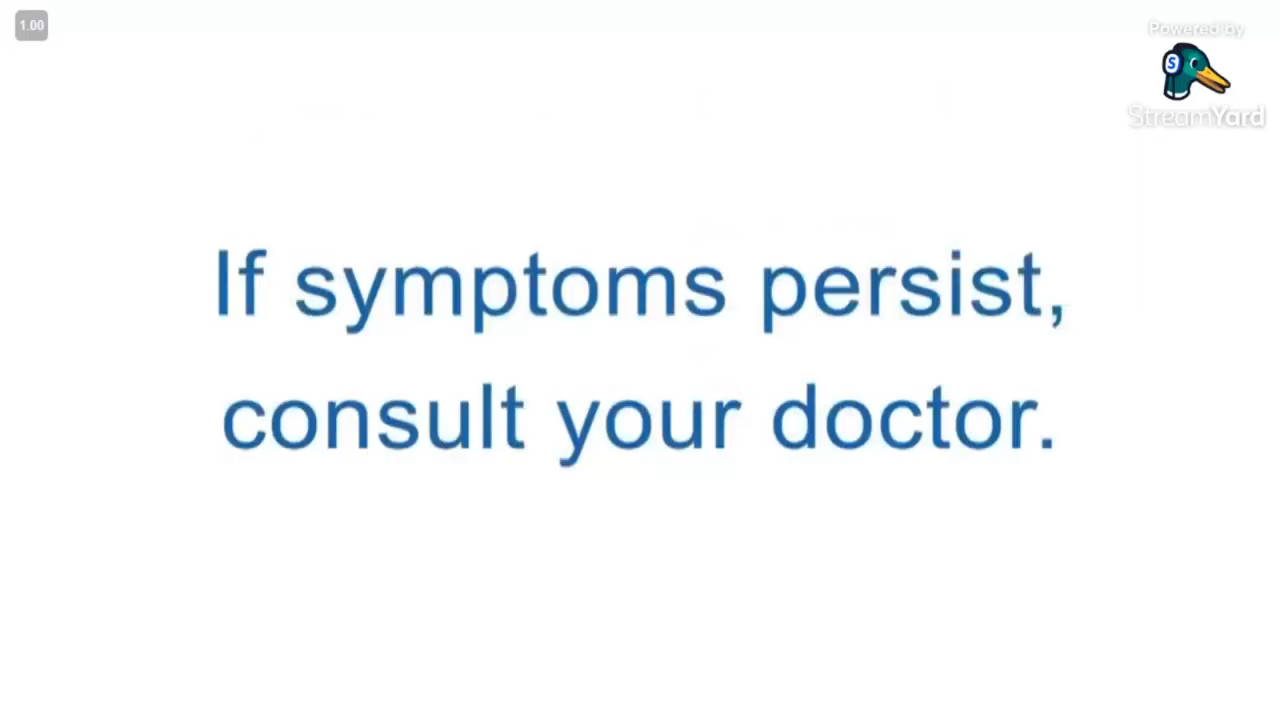 1.00
Powered by
S
StreamYard
If symptoms persist,
consult your doctor.